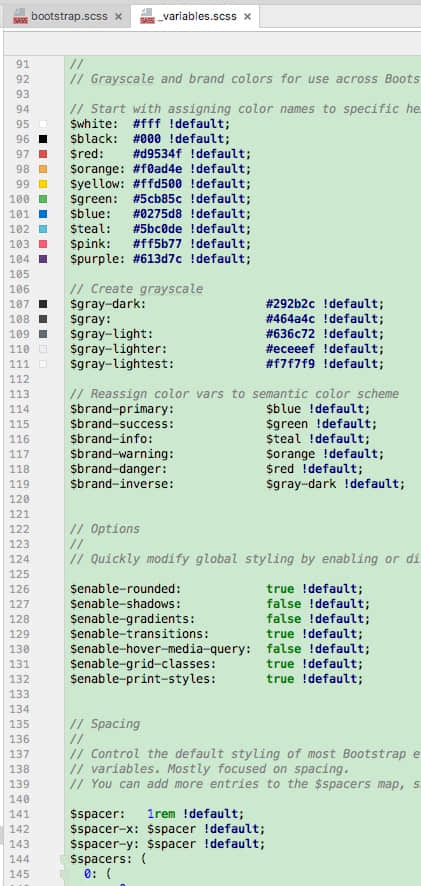 bootstrap.scss × _variables.scss ×
91 //
92 // Grayscale and brand colors for use across Boots
93
94 // Start with assigning color names to specific he
95 $white: #fff !default;
96 $black: #000 !default;
97 $red: #d9534f !default;
98 $orange: #f0ad4e !default;
99 $yellow: #ffd500 !default;
100 $green: #5cb85c !default;
101 $blue: #0275d8 !default;
102 $teal: #5bc0de !default;
103 $pink: #ff5b77 !default;
104 $purple: #613d7c !default;
105
106 // Create grayscale
107 $gray-dark: #292b2c !default;
108 $gray: #464a4c !default;
109 $gray-light: #636c72 !default;
110 $gray-lighter: #eceeef !default;
111 $gray-lightest: #f7f7f9 !default;
112
113 // Reassign color vars to semantic color scheme
114 $brand-primary: $blue !default;
115 $brand-success: $green !default;
116 $brand-info: $teal !default;
117 $brand-warning: $orange !default;
118 $brand-danger: $red !default;
119 $brand-inverse: $gray-dark !default;
120
121
122 // Options
123 //
124 // Quickly modify global styling by enabling or di
125
126 $enable-rounded: true !default;
127 $enable-shadows: false !default;
128 $enable-gradients: false !default;
129 $enable-transitions: true !default;
130 $enable-hover-media-query: false !default;
131 $enable-grid-classes: true !default;
132 $enable-print-styles: true !default;
133
134
135 // Spacing
136 //
137 // Control the default styling of most Bootstrap e
138 // variables. Mostly focused on spacing.
139 // You can add more entries to the $spacers map, s
140
141 $spacer: 1rem !default;
142 $spacer-x: $spacer !default;
143 $spacer-y: $spacer !default;
144 $spacers: (
145 0: (